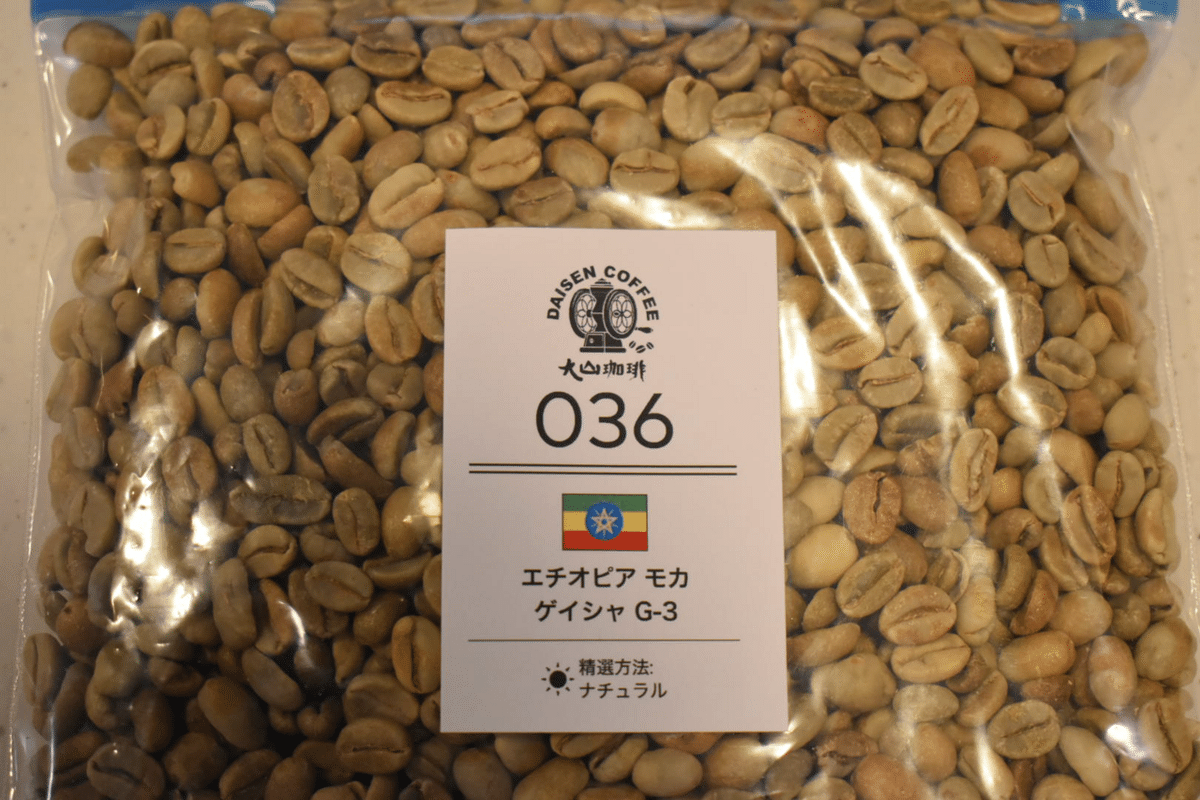 DAISEN COFFEE
大山珈琲
036
エチオピア モカ
ゲイシャ G-3
精選方法:
ナチュラル